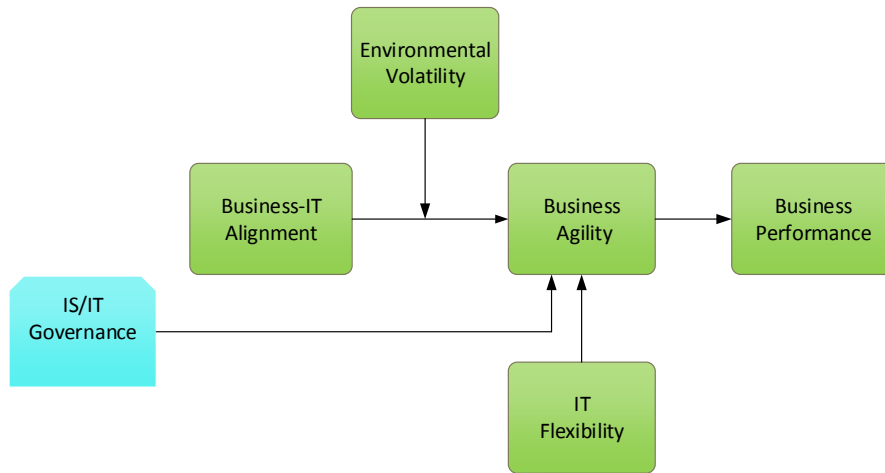 Environmental
Volatility
Business-IT
Alignment
Business
Agility
Business
Performance
IS/IT
Governance
IT
Flexibility